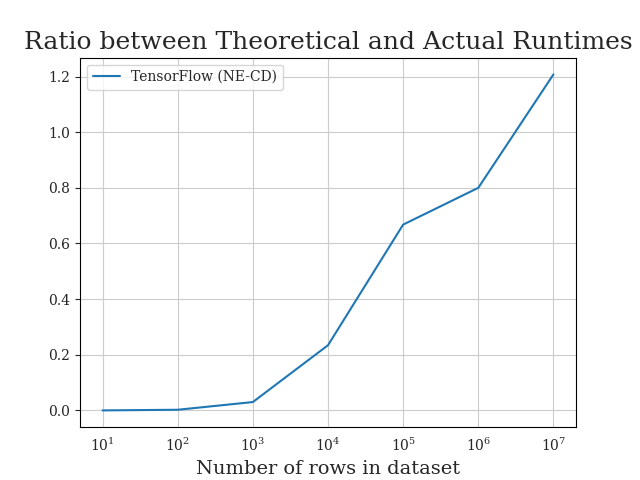 Ratio between Theoretical and Actual Runtimes
TensorFlow (NE-CD)
1.2
1.0
0.8
0.6
0.4
0.2
0.0
10¹ 10² 10³ 10⁴ 10⁵ 10⁶ 10⁷
Number of rows in dataset